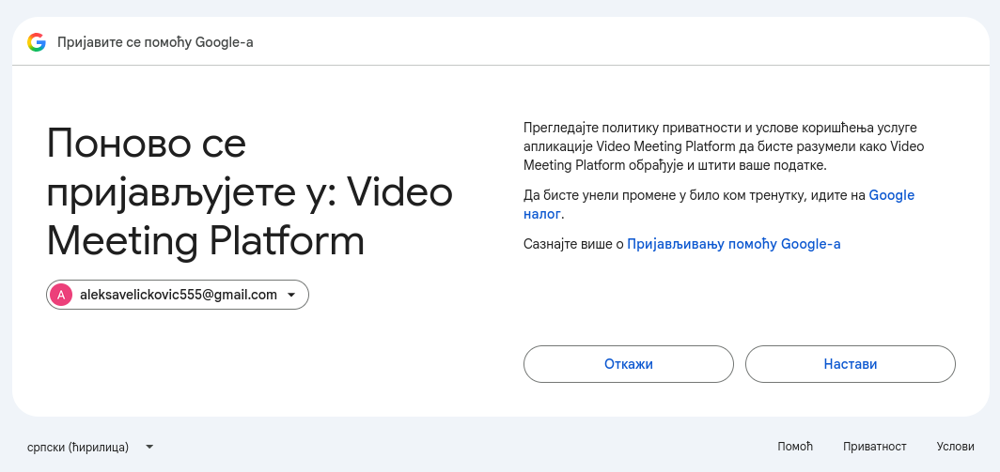 Пријавите се помоћу Google-а
Поново се
пријављујете у: Video
Meeting Platform
A
aleksavelickovic555@gmail.com
Прегледајте политику приватности и услове коришћења услуге
апликације Video Meeting Platform да бисте разумели како Video
Meeting Platform обрађује и штити ваше податке.
Да бисте унели промене у било ком тренутку, идите на Google
налог.
Сазнајте више о Пријављивању помоћу Google-а
Откажи
Настави
српски (ћирилица)
Помоћ
Приватност
Услови